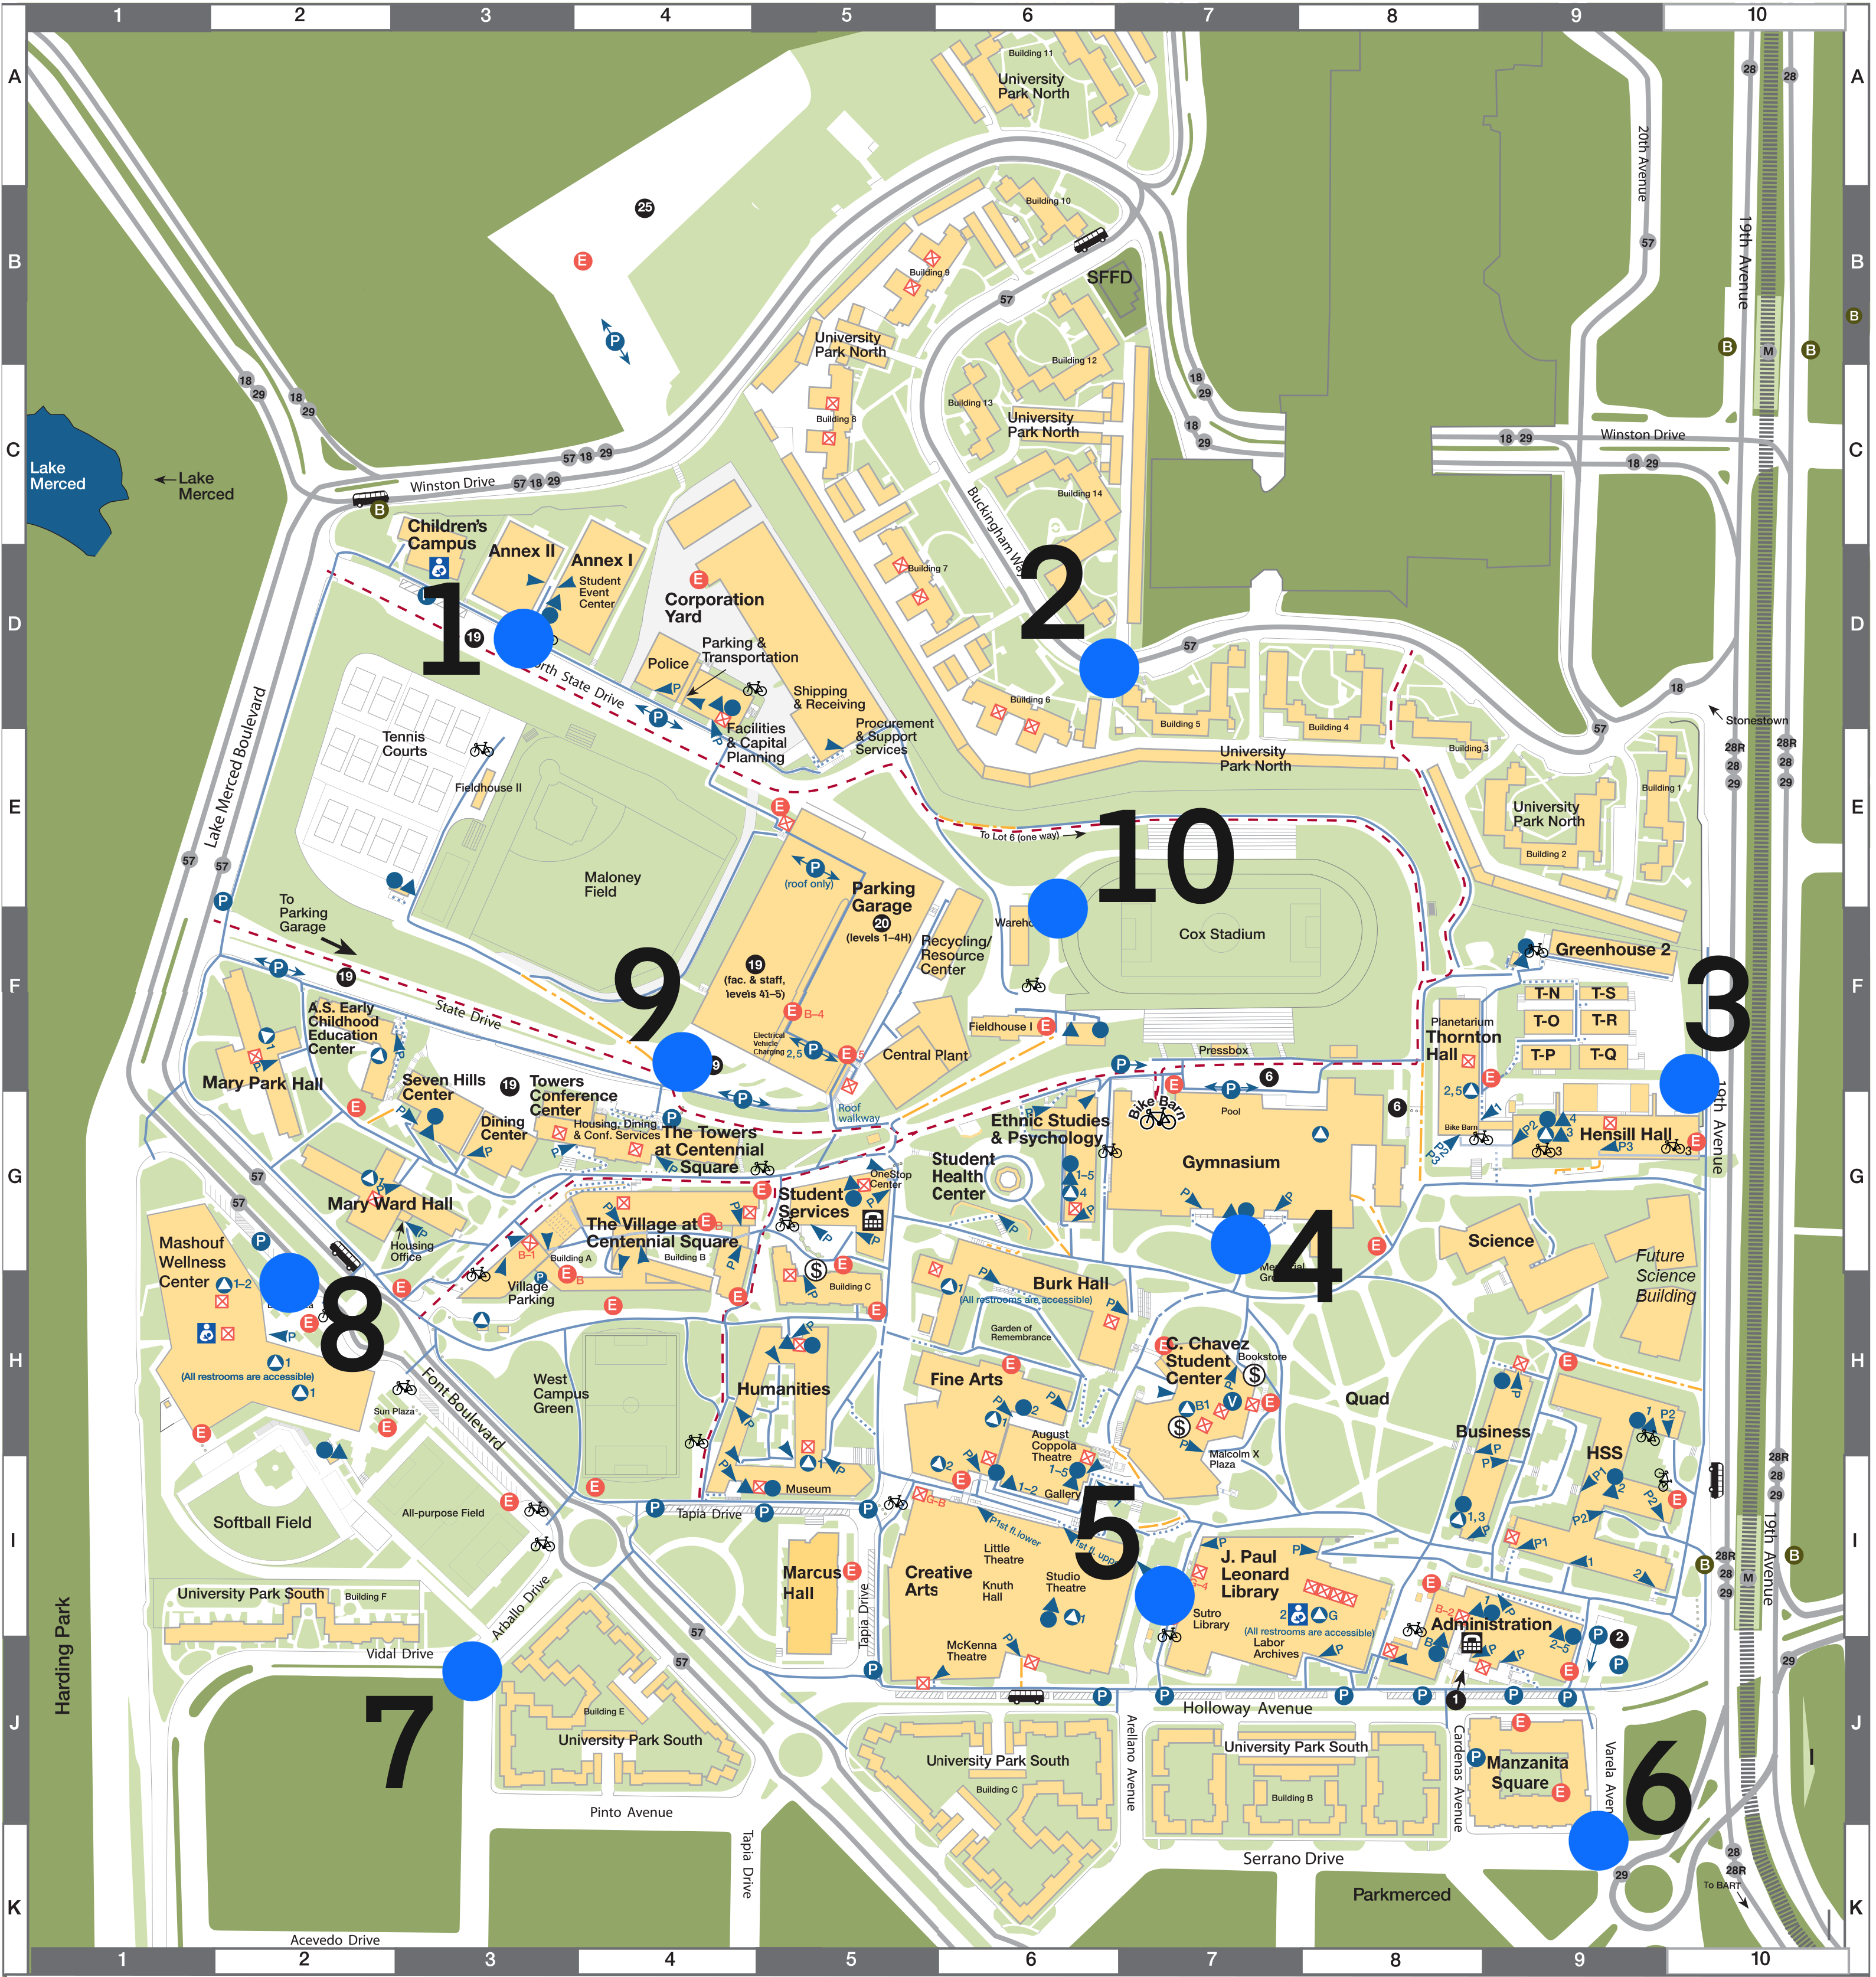 1 2 3 4 5 6 7 8 9 10
A
A
Building 11
University
Park North
28
28
20th Avenue
25
Building 10
B
B
E
Building 9
SFFD
57
19th Avenue
57
P
University
Park North
Building 12
B
B
B
M
18
29
18
29
Building 8
Building 13
University
Park North
18
29
18
29
18 29
Winston Drive
18 29
C
C
Lake
Merced
Lake
Merced
57 18 29
Winston Drive
57 18 29
B
Building 14
Buckingham Way
Children's
Campus
Annex II
Annex I
Student
Event
Center
E
Corporation
Yard
Building 7
2
D
D
1
19
Parking &
Transportation
Police
P
57
North State Drive
Shipping
& Receiving
P
Facilities
& Capital
Planning
Procurement
& Support
Services
Building 6
Building 5
Building 4
Building 3
18
57
Stonestown
Tennis
Courts
University
Park North
28R
28
29
28R
28
29
Lake Merced Boulevard
Fieldhouse II
E
E
E
To Lot 6 (one way)
10
University
Park North
Building 1
Building 2
57
57
P
(roof only)
Maloney
Field
Parking
Garage
20
(levels 1–4H)
P
To
Parking
Garage
Cox Stadium
Recycling/
Research
Center
Greenhouse 2
9
P
19
19
(fac. & staff,
levels 41–5)
F
F
T-N
T-S
3
State Drive
A.S. Early
Childhood
Education
Center
E B–4
Fieldhouse I
E
Planetarium
Thornton
Hall
T-O
T-R
Electrical
Vehicle
Charging
2,5
P
E
Central Plant
Pressbox
T-P
T-Q
Mary Park Hall
Seven Hills
Center
19
Towers
Conference
Center
P
E
P
6
2,5
E
Roof
walkway
Bike Barn
Pool
6
E
Dining
Center
Housing, Dining
& Conf. Services
The Towers
at Centennial
Square
Ethnic Studies
& Psychology
Bike Barn
Hensill Hall
E
19th Avenue
G
G
Mary Ward Hall
Student
Health
Center
Gymnasium
OneStop
Center
Student
Services
1–5
4
57
57
Housing
Office
The Village at
Centennial Square
E
Mashouf
Wellness
Center
1–2
Building A
Building B
B–1
Village
Parking
Science
Future
Science
Building
4
8
Building C
$
E
Burk Hall
(All restrooms are accessible)
Garden of
Remembrance
H
H
1
(All restrooms are accessible)
1
Font Boulevard
West
Campus
Green
Humanities
Fine Arts
C. Chavez
Student
Center
Bookstore
$
B1
V
$
Quad
Sun Plaza
E
Business
HSS
August
Coppola
Theatre
Malcolm X
Plaza
Museum
Gallery
1–2
1–5
28R
28
29
Softball Field
All-purpose Field
Tapia Drive
I
I
5
G-B
P1st fl.lower
Little
Theatre
Marcus
Hall
Creative
Arts
Knuth
Hall
Studio
Theatre
J. Paul
Leonard
Library
Sutro
Library
2
G
(All restrooms are accessible)
Labor
Archives
B–2
Administration
2–5
2
28R
28
29
19th Avenue
University Park South
Building F
Arballo Drive
Tapia Drive
McKenna
Theatre
Vidal Drive
57
57
29
Harding Park
7
Building E
University Park South
1
Holloway Avenue
J
J
Arellano Avenue
University Park South
Building C
University Park South
Building B
Cardenas Avenue
Manzanita
Square
6
Pinto Avenue
Tapia Drive
Serrano Drive
Parkmerced
29
28
28R
To BART
K
K
Acevedo Drive
1 2 3 4 5 6 7 8 9 10